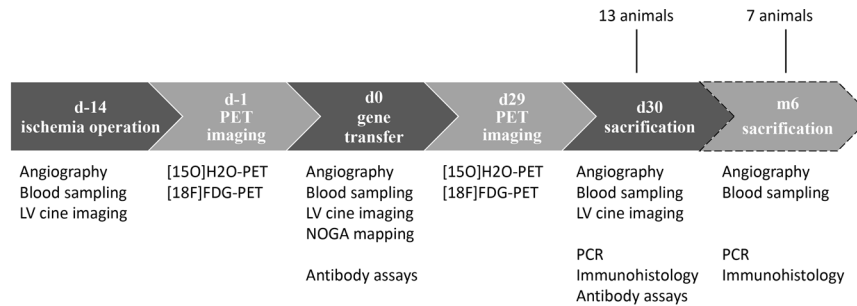 13 animals
7 animals
d-14
ischemia operation
d-1
PET
imaging
d0
gene
transfer
d29
PET
imaging
d30
sacrification
m6
sacrification
Angiography
Blood sampling
LV cine imaging
[15O]H2O-PET
[18F]FDG-PET
Angiography
Blood sampling
LV cine imaging
NOGA mapping
Antibody assays
[15O]H2O-PET
[18F]FDG-PET
Angiography
Blood sampling
LV cine imaging
PCR
Immunohistology
Antibody assays
Angiography
Blood sampling
PCR
Immunohistology